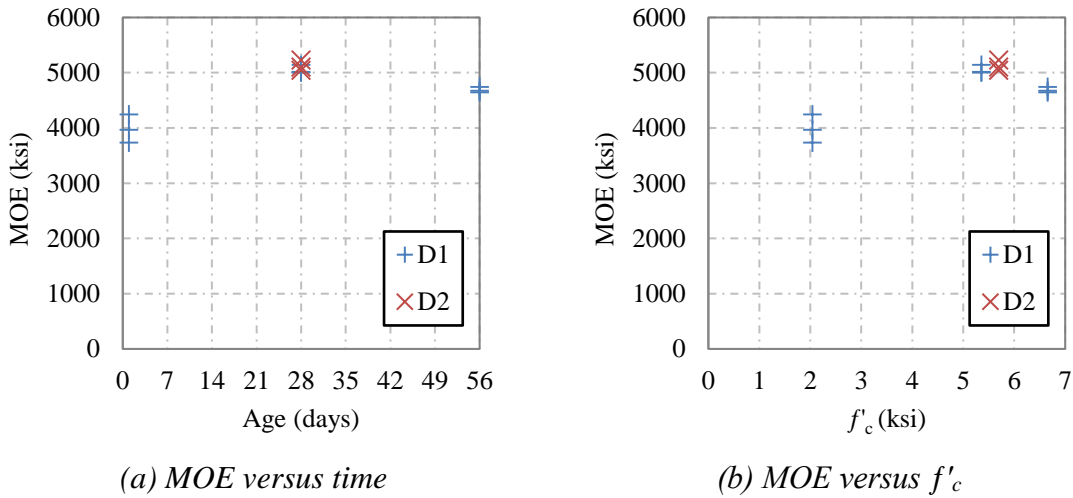 6000
5000
4000
3000
2000
1000
0
MOE (ksi)
0 7 14 21 28 35 42 49 56
Age (days)
D1
D2
(a) MOE versus time
6000
5000
4000
3000
2000
1000
0
MOE (ksi)
0 1 2 3 4 5 6 7
f'c (ksi)
D1
D2
(b) MOE versus f'c